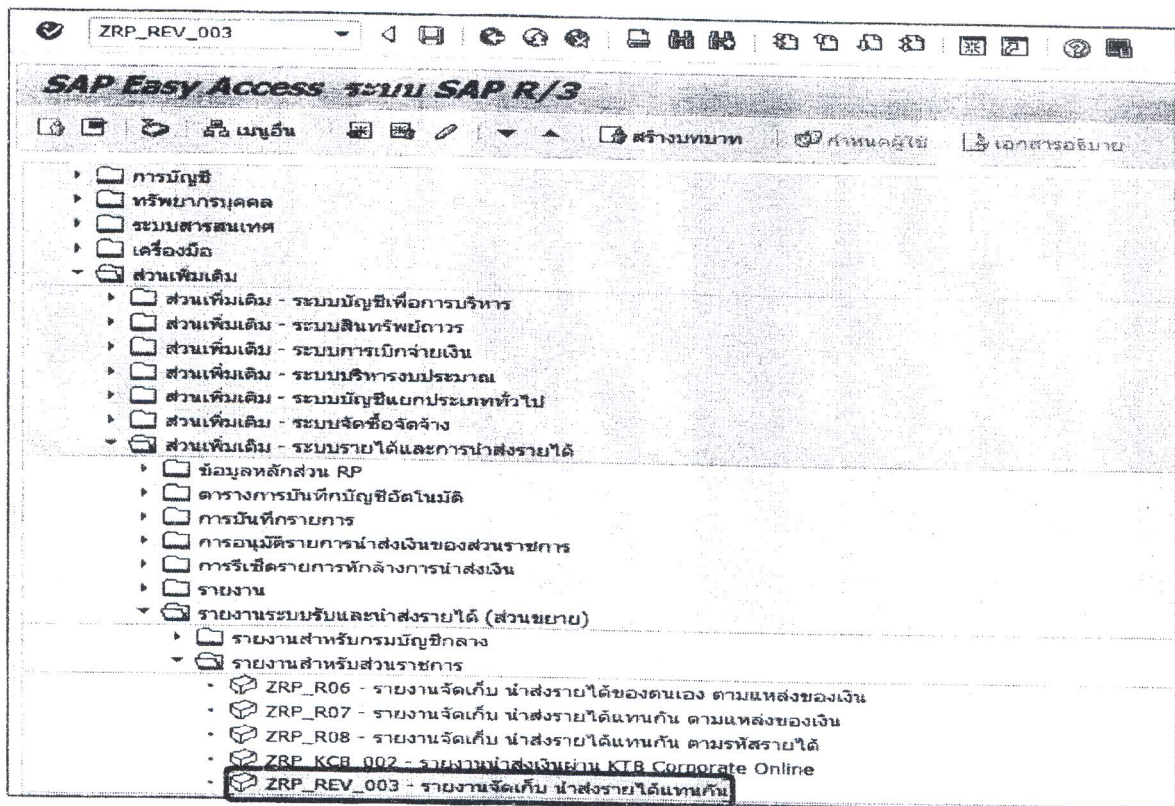 ZRP_REV_003
SAP Easy Access ระบบ SAP R/3
เมนูอื่น สร้างบทบาท กำหนดผู้ใช้ เอกสารอธิบาย
การบัญชี
ทรัพยากรบุคคล
ระบบสารสนเทศ
เครื่องมือ
ส่วนเพิ่มเติม
ส่วนเพิ่มเติม - ระบบบัญชีเพื่อการบริหาร
ส่วนเพิ่มเติม - ระบบสินทรัพย์ถาวร
ส่วนเพิ่มเติม - ระบบการเบิกจ่ายเงิน
ส่วนเพิ่มเติม - ระบบบริหารงบประมาณ
ส่วนเพิ่มเติม - ระบบบัญชีแยกประเภททั่วไป
ส่วนเพิ่มเติม - ระบบจัดซื้อจัดจ้าง
ส่วนเพิ่มเติม - ระบบรายได้และการนำส่งรายได้
ข้อมูลหลักส่วน RP
ตารางการบันทึกบัญชีอัตโนมัติ
การบันทึกรายการ
การอนุมัติรายการนำส่งเงินของส่วนราชการ
การรีเซ็ตรายการหักล้างการนำส่งเงิน
รายงาน
รายงานระบบรับและนำส่งรายได้ (ส่วนขยาย)
รายงานสำหรับกรมบัญชีกลาง
รายงานสำหรับส่วนราชการ
ZRP_R06 - รายงานจัดเก็บ นำส่งรายได้ของตนเอง ตามแหล่งของเงิน
ZRP_R07 - รายงานจัดเก็บ นำส่งรายได้แทนกัน ตามแหล่งของเงิน
ZRP_R08 - รายงานจัดเก็บ นำส่งรายได้แทนกัน ตามรหัสรายได้
ZRP_KCB_002 - รายงานนำส่งเงินผ่าน KTB Corporate Online
ZRP_REV_003 - รายงานจัดเก็บ นำส่งรายได้แทนกัน